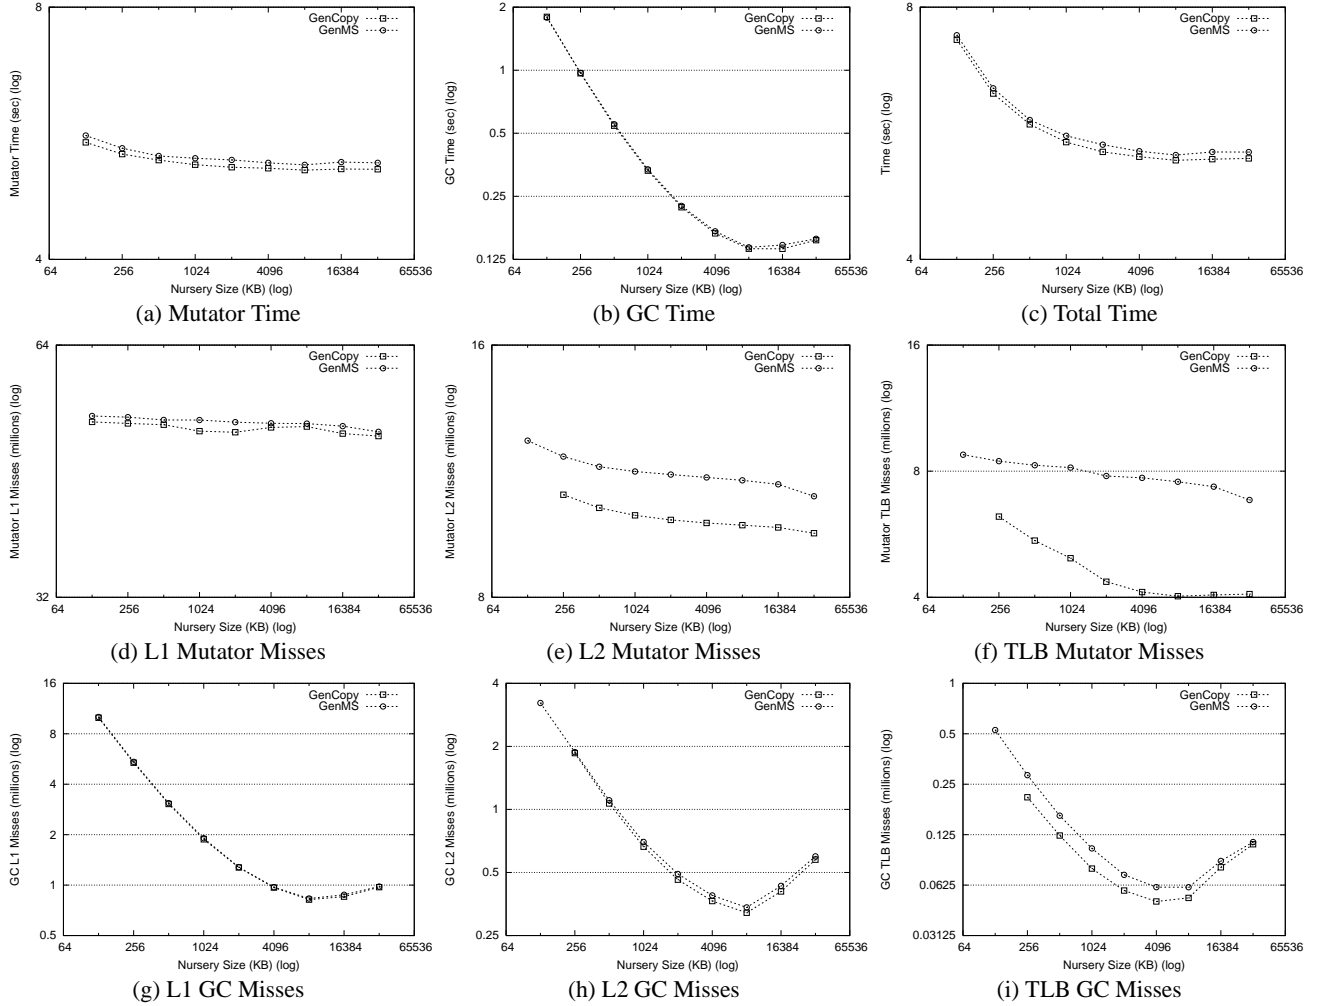 8
GenCopy
GenMS
Mutator Time (sec) (log)
4
64 256 1024 4096 16384 65536
Nursery Size (KB) (log)
(a) Mutator Time
2
GenCopy
GenMS
1
GC Time (sec) (log)
0.5
0.25
0.125
64 256 1024 4096 16384 65536
Nursery Size (KB) (log)
(b) GC Time
8
GenCopy
GenMS
Time (sec) (log)
4
64 256 1024 4096 16384 65536
Nursery Size (KB) (log)
(c) Total Time
64
GenCopy
GenMS
Mutator L1 Misses (millions) (log)
32
64 256 1024 4096 16384 65536
Nursery Size (KB) (log)
(d) L1 Mutator Misses
16
GenCopy
GenMS
Mutator L2 Misses (millions) (log)
8
64 256 1024 4096 16384 65536
Nursery Size (KB) (log)
(e) L2 Mutator Misses
16
GenCopy
GenMS
Mutator TLB Misses (millions) (log)
8
4
64 256 1024 4096 16384 65536
Nursery Size (KB) (log)
(f) TLB Mutator Misses
16
GenCopy
GenMS
8
GC L1 Misses (millions) (log)
4
2
1
0.5
64 256 1024 4096 16384 65536
Nursery Size (KB) (log)
(g) L1 GC Misses
4
GenCopy
GenMS
2
GC L2 Misses (millions) (log)
1
0.5
0.25
64 256 1024 4096 16384 65536
Nursery Size (KB) (log)
(h) L2 GC Misses
1
GenCopy
GenMS
0.5
GC TLB Misses (millions) (log)
0.25
0.125
0.0625
0.03125
64 256 1024 4096 16384 65536
Nursery Size (KB) (log)
(i) TLB GC Misses